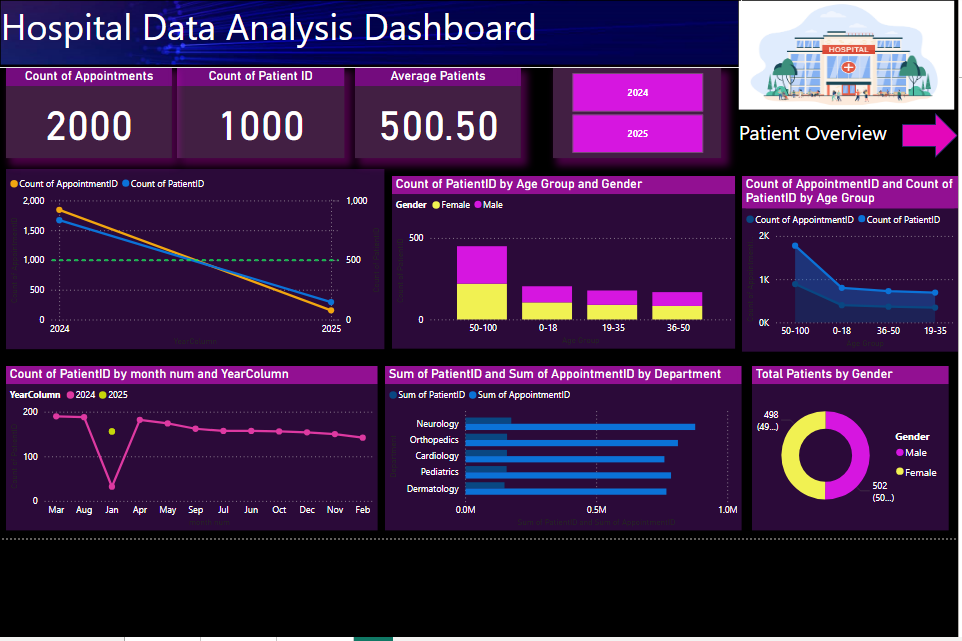 Hospital Data Analysis Dashboard
HOSPITAL
Count of Appointments
2000
Count of Patient ID
1000
Average Patients
500.50
2024
2025
Patient Overview
Count of AppointmentID Count of PatientID
2,000
1,500
1,000
500
0
1,000
500
0
2024 2025
Count of PatientID by Age Group and Gender
Gender Female Male
500
0
50-100 0-18 19-35 36-50
Age Group
Count of AppointmentID and Count of
PatientID by Age Group
Count of AppointmentID Count of PatientID
2K
1K
0K
50-100 0-18 36-50 19-35
Age Group
Count of PatientID by month num and YearColumn
YearColumn 2024 2025
200
100
0
Mar Aug Jan Apr May Sep Jul Jun Oct Dec Nov Feb
Sum of PatientID and Sum of AppointmentID by Department
Sum of PatientID Sum of AppointmentID
Neurology
Orthopedics
Cardiology
Pediatrics
Dermatology
0.0M 0.5M 1.0M
Sum of PatientID and Sum of AppointmentID
Total Patients by Gender
498
(49...)
502
(50...)
Gender
Male
Female